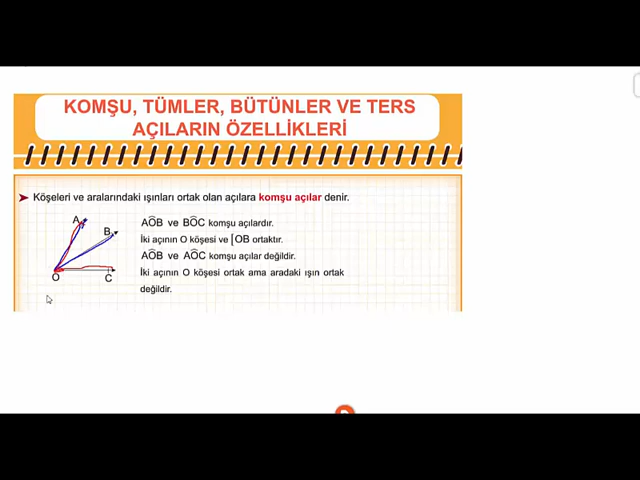 KOMŞU, TÜMLER, BÜTÜNLER VE TERS
AÇILARIN ÖZELLİKLERİ
Köşeleri ve aralarındaki ışınları ortak olan açılara komşu açılar denir.
A
B
O
C
AOB ve BOC komşu açılardır.
İki açının O köşesi ve [OB ortaktır.
AOB ve AOC komşu açılar değildir.
İki açının O köşesi ortak ama aradaki ışın ortak
değildir.